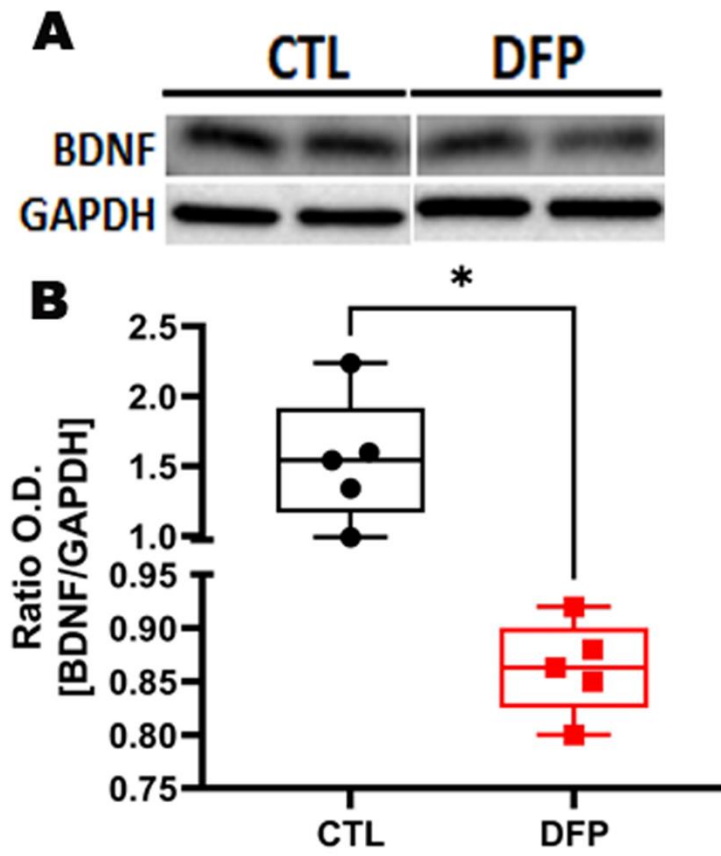 A
CTL DFP
BDNF
GAPDH
B
*
2.5
2.0
1.5
1.0
0.95
0.90
0.85
0.80
0.75
Ratio O.D.
[BDNF/GAPDH]
CTL DFP